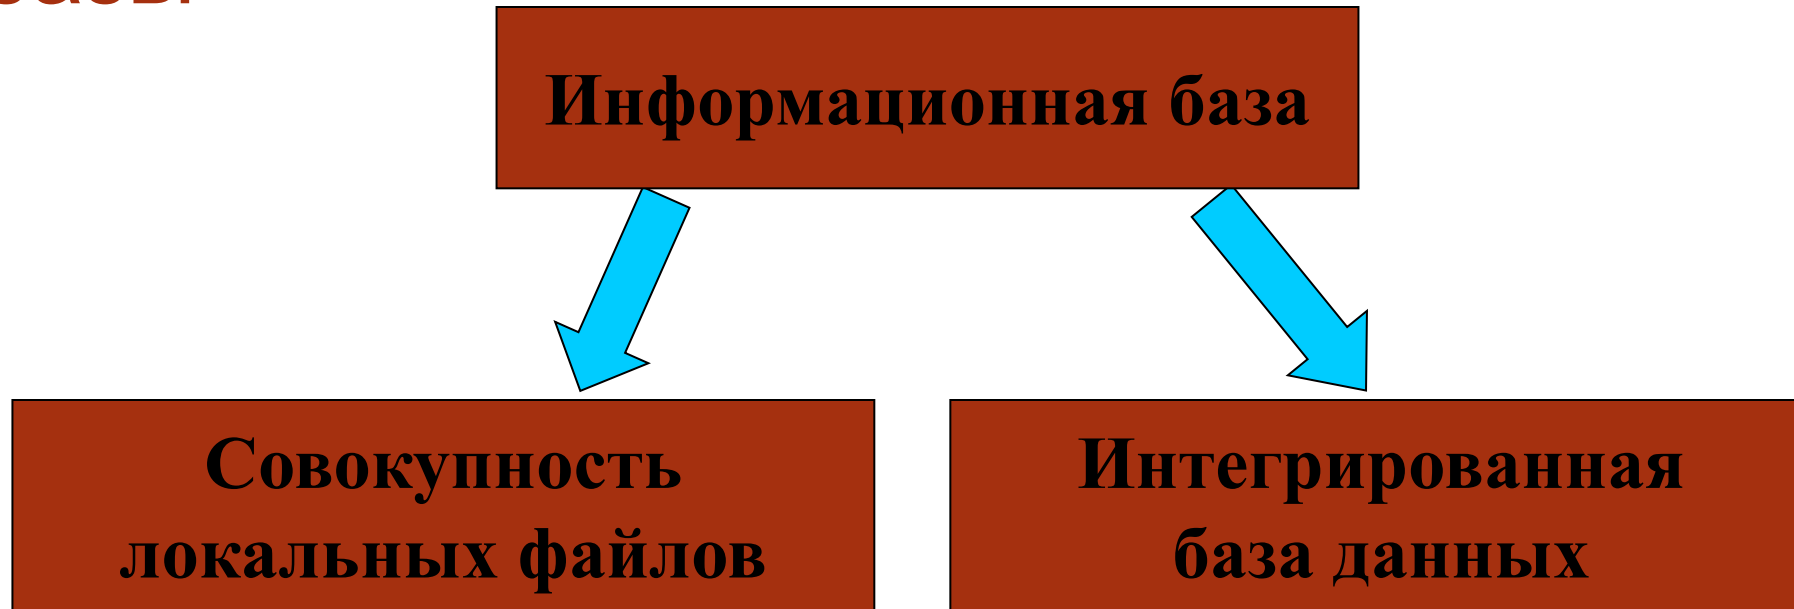 Информационная база
Совокупность
локальных файлов
Интегрированная
база данных